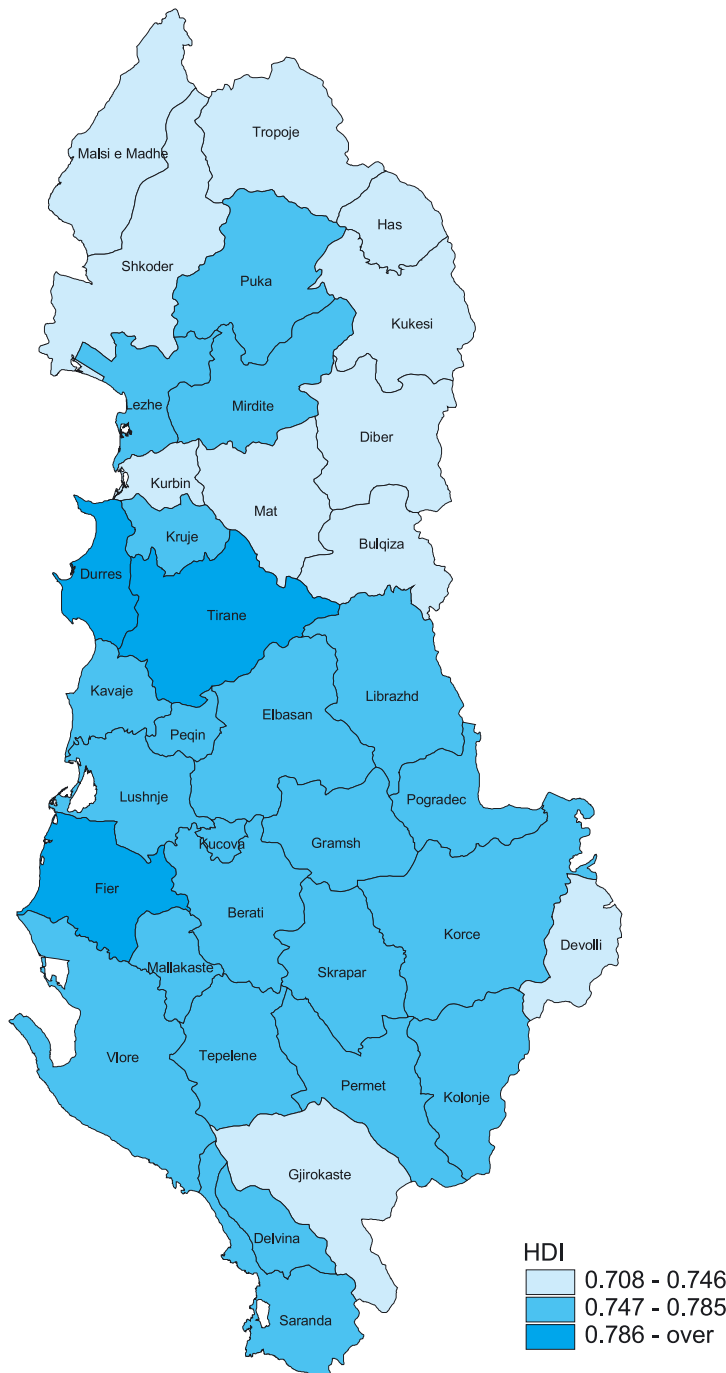 Tropoje
Malsi e Madhe
Has
Shkoder
Puka
Kukesi
Lezhe
Mirdite
Diber
Kurbin
Mat
Kruje
Bulqiza
Durres
Tirane
Kavaje
Elbasan
Librazhd
Peqin
Lushnje
Pogradec
Kucova
Gramsh
Fier
Berati
Korce
Devolli
Mallakaste
Skrapar
Vlore
Tepelene
Permet
Kolonje
Gjirokaste
Delvina
Saranda
HDI
0.708 - 0.746
0.747 - 0.785
0.786 - over